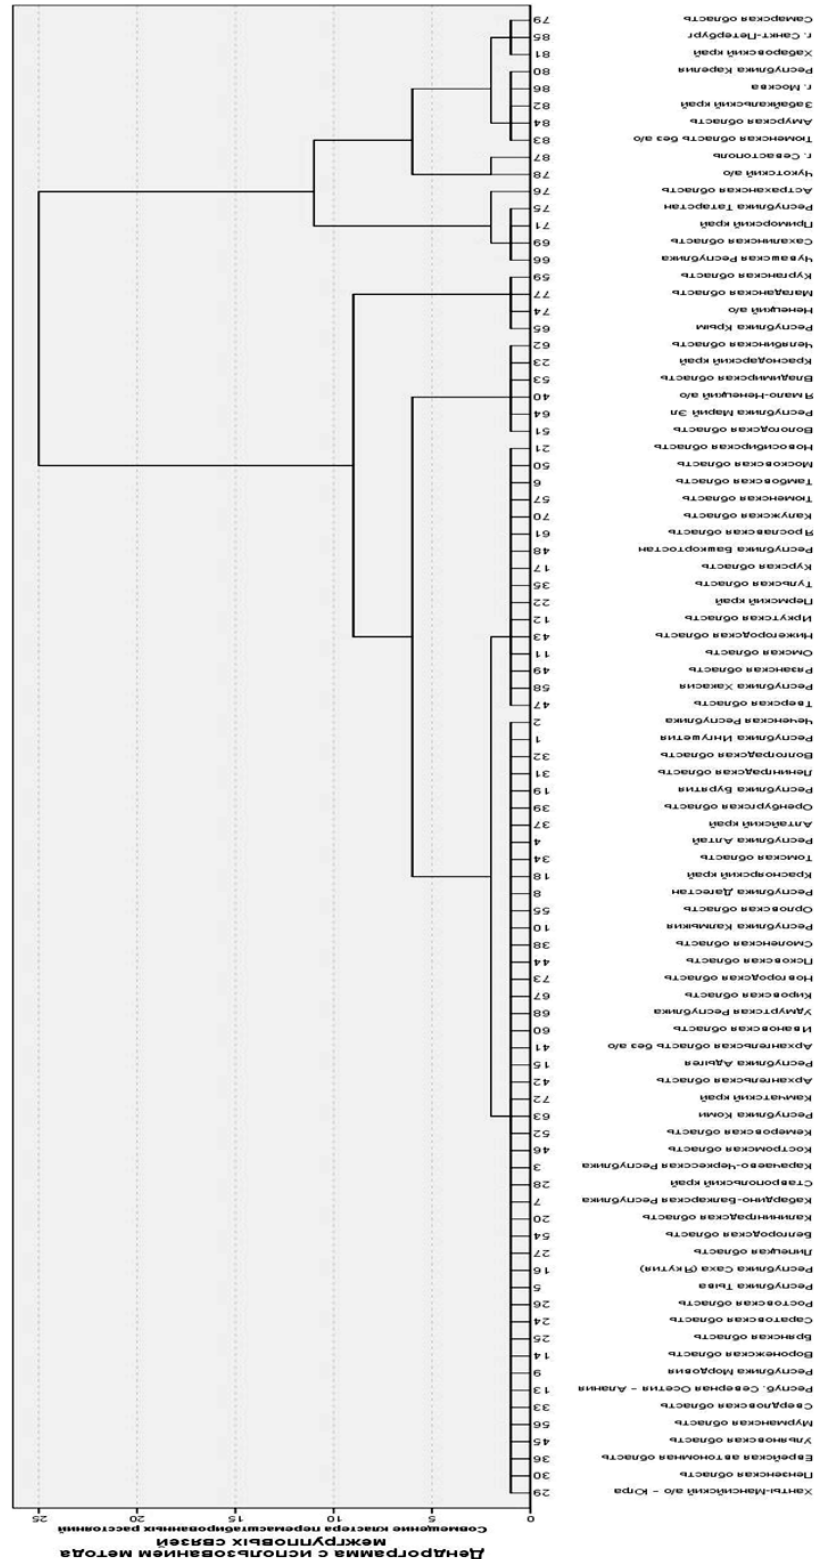 Дендрограмма с использованием метода
межгрупповых связей
Совмещение кластера перемасштабированных расстояний
0 5 10 15 20 25
Ханты-Мансийский а/о – Югра 29
Пензенская область 30
Еврейская автономная область 36
Ульяновская область 45
Мурманская область 56
Свердловская область 33
Респуб. Северная Осетия – Алания 13
Республика Мордовия 9
Воронежская область 14
Брянская область 25
Саратовская область 24
Ростовская область 26
Республика Тыва 5
Республика Саха (Якутия) 16
Липецкая область 27
Белгородская область 54
Калининградская область 20
Кабардино-Балкарская Республика 7
Ставропольский край 28
Карачаево-Черкесская Республика 3
Костромская область 46
Кемеровская область 52
Республика Коми 63
Камчатский край 72
Архангельская область 42
Республика Адыгея 15
Архангельская область без а/о 41
Ивановская область 60
Удмуртская Республика 68
Кировская область 67
Новгородская область 73
Псковская область 44
Смоленская область 38
Республика Калмыкия 10
Орловская область 55
Республика Дагестан 8
Красноярский край 18
Томская область 34
Республика Алтай 4
Алтайский край 37
Оренбургская область 39
Республика Бурятия 19
Ленинградская область 31
Волгоградская область 32
Республика Ингушетия 1
Чеченская Республика 2
Тверская область 47
Республика Хакасия 58
Рязанская область 49
Омская область 11
Нижегородская область 43
Иркутская область 12
Пермский край 22
Тульская область 35
Курская область 17
Республика Башкортостан 48
Ярославская область 61
Калужская область 70
Тюменская область 57
Тамбовская область 6
Московская область 50
Новосибирская область 21
Вологодская область 51
Республика Марий Эл 64
Ямало-Ненецкий а/о 40
Владимирская область 53
Краснодарский край 23
Челябинская область 62
Республика Крым 65
Ненецкий а/о 74
Магаданская область 77
Курганская область 59
Чувашская Республика 66
Сахалинская область 69
Приморский край 71
Республика Татарстан 75
Астраханская область 76
Чукотский а/о 78
г. Севастополь 87
Тюменская область без а/о 83
Амурская область 84
Забайкальский край 82
г. Москва 86
Республика Карелия 80
Хабаровский край 81
г. Санкт-Петербург 85
Самарская область 79